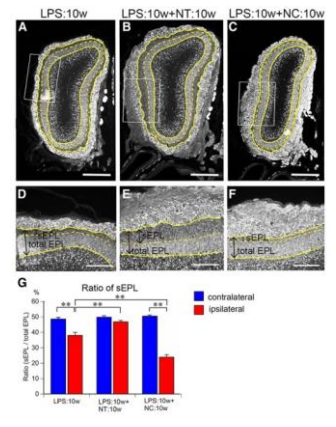 LPS:10w LPS:10w+NT:10w LPS:10w+NC:10w
A B C
D E F
sEPL sEPL sEPL
total EPL total EPL total EPL
G Ratio of sEPL
%
Ratio (sEPL / total EPL)
60
50
40
30
20
10
0
** ** ** **
contralateral
ipsilateral
LPS:10w LPS:10w+ LPS:10w+
NT:10w NC:10w